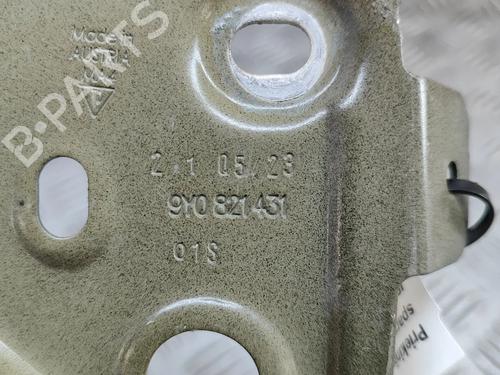 Made in
AUSTRIA
B-PARTS
2.1 05.23
9Y0 821 431
01S